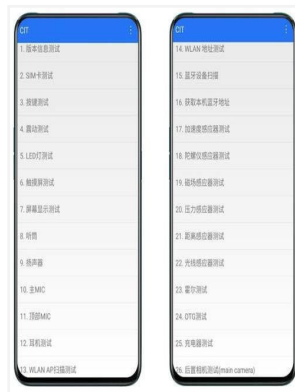 CIT
1. 版本信息测试
2. SIM卡测试
3. 按键测试
4. 震动测试
5. LED灯测试
6. 触摸屏测试
7. 屏幕显示测试
8. 听筒
9. 扬声器
10. 主MIC
11. 顶部MIC
12. 耳机测试
13. WLAN AP扫描测试
CIT
14. WLAN 地址测试
15. 蓝牙设备扫描
16. 获取本机蓝牙地址
17. 加速度感应器测试
18. 陀螺仪感应器测试
19. 磁场感应器测试
20. 压力感应器测试
21. 距离感应器测试
22. 光线感应器测试
23. 霍尔测试
24. OTG测试
25. 充电器测试
26. 后置相机测试(main camera)